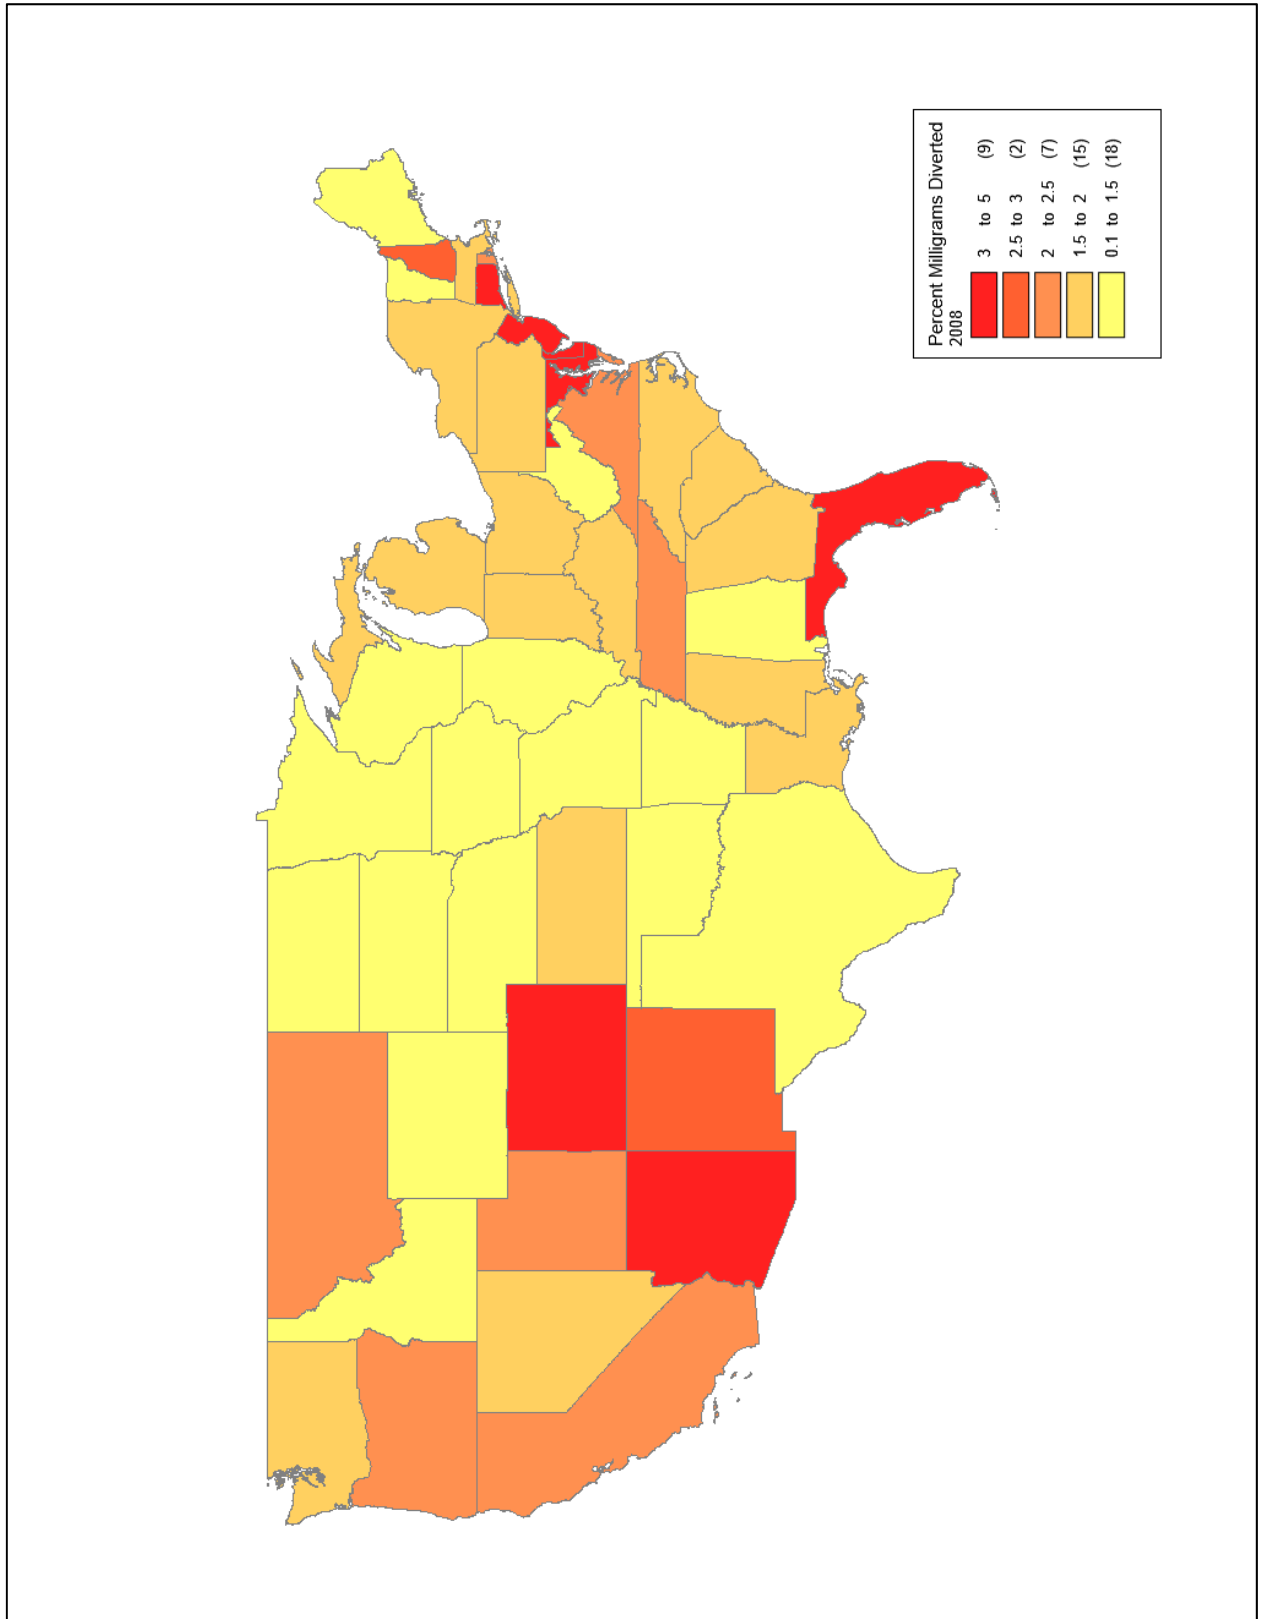 Percent Milligrams Diverted
2008
3 to 5 (9)
2.5 to 3 (2)
2 to 2.5 (7)
1.5 to 2 (15)
0.1 to 1.5 (18)